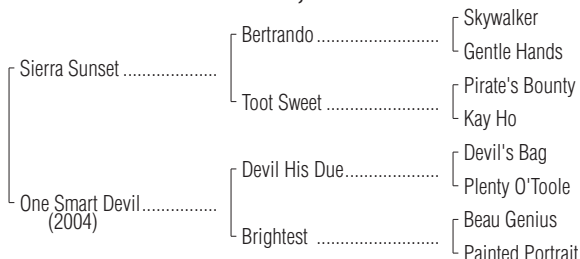 Skywalker
Bertrando ..........................
Gentle Hands
Sierra Sunset ....................
Pirate's Bounty
Toot Sweet ........................
Kay Ho
Devil's Bag
Devil His Due.....................
Plenty O'Toole
One Smart Devil................
(2004)
Beau Genius
Brightest ...........................
Painted Portrait